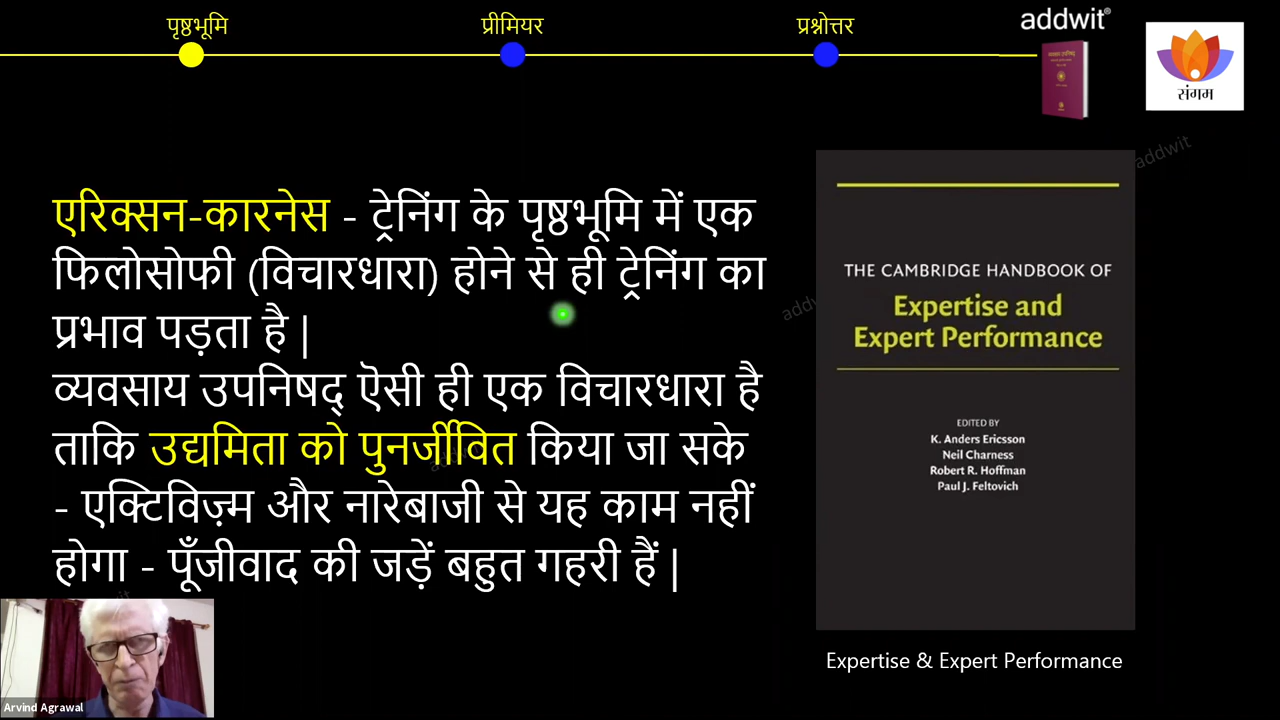 पृष्ठभूमि
प्रीमियर
प्रश्नोत्तर
addwit®
संगम
एरिक्सन-कारनेस - ट्रेनिंग के पृष्ठभूमि में एक
फिलोसोफी (विचारधारा) होने से ही ट्रेनिंग का
प्रभाव पड़ता है |
व्यवसाय उपनिषद् ऎसी ही एक विचारधारा है
ताकि उद्यमिता को पुनर्जीवित किया जा सके
- एक्टिविज़्म और नारेबाजी से यह काम नहीं
होगा - पूँजीवाद की जड़ें बहुत गहरी हैं |
addwit
THE CAMBRIDGE HANDBOOK OF
Expertise and
Expert Performance
EDITED BY
K. Anders Ericsson
Neil Charness
Robert R. Hoffman
Paul J. Feltovich
Expertise & Expert Performance
Arvind Agrawal